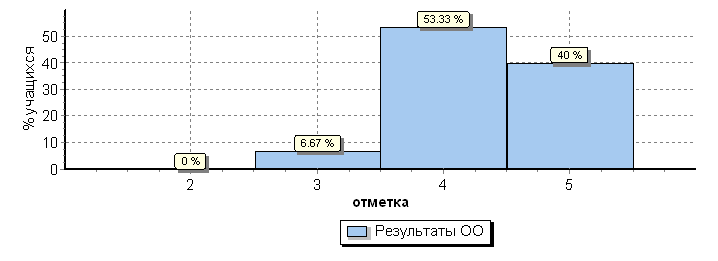 % учащихся
50
40
30
20
10
0
0 %
6.67 %
53.33 %
40 %
2 3 4 5
отметка
Результаты ОО